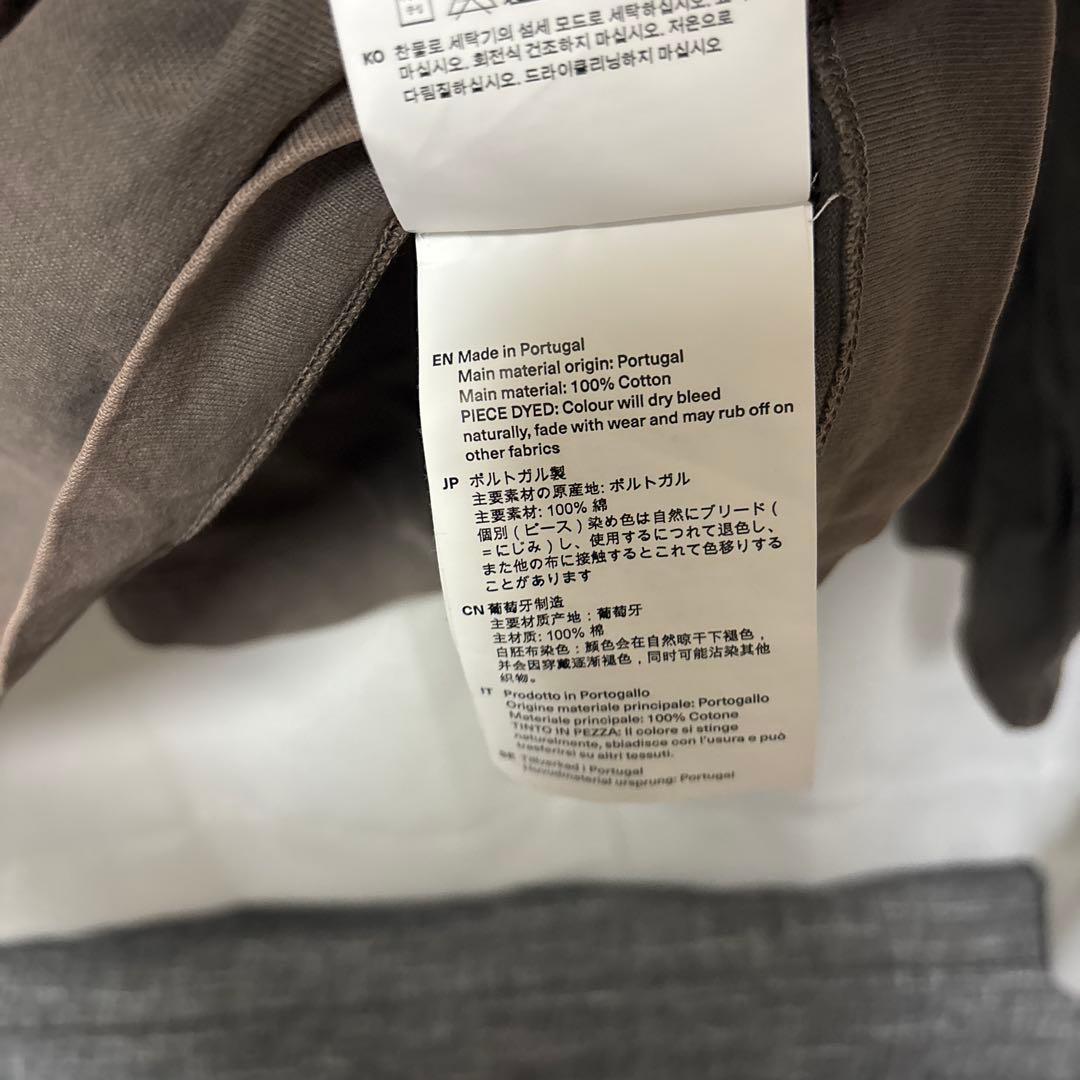 KO 찬물로 세탁기의 섬세 모드로 세탁하십시오.
마십시오. 회전식 건조하지 마십시오. 저온으로
다림질하십시오. 드라이클리닝하지 마십시오
EN Made in Portugal
Main material origin: Portugal
Main material: 100% Cotton
PIECE DYED: Colour will dry bleed
naturally, fade with wear and may rub off on
other fabrics
JP ポルトガル製
主要素材の原産地: ポルトガル
主要素材: 100% 綿
個別 ( ピース ) 染め色は自然にブリード (
= にじみ ) し、使用するにつれて退色し、
また他の布に接触するとこれて色移りする
ことがあります
CN 葡萄牙制造
主要材质产地 : 葡萄牙
主材质: 100% 棉
白胚布染色 : 颜色会在自然晾干下褪色 ,
并会因穿戴逐渐褪色 , 同时可能沾染其他
织物。
IT Prodotto in Portogallo
Origine materiale principale: Portogallo
Materiale principale: 100% Cotone
TINTO IN PEZZA: Il colore si stinge
naturalmente, sbiadisce con l'usura e può
trasferirsi su altri tessuti.
SE Tillverkad i Portugal
Huvudmaterial ursprung: Portugal